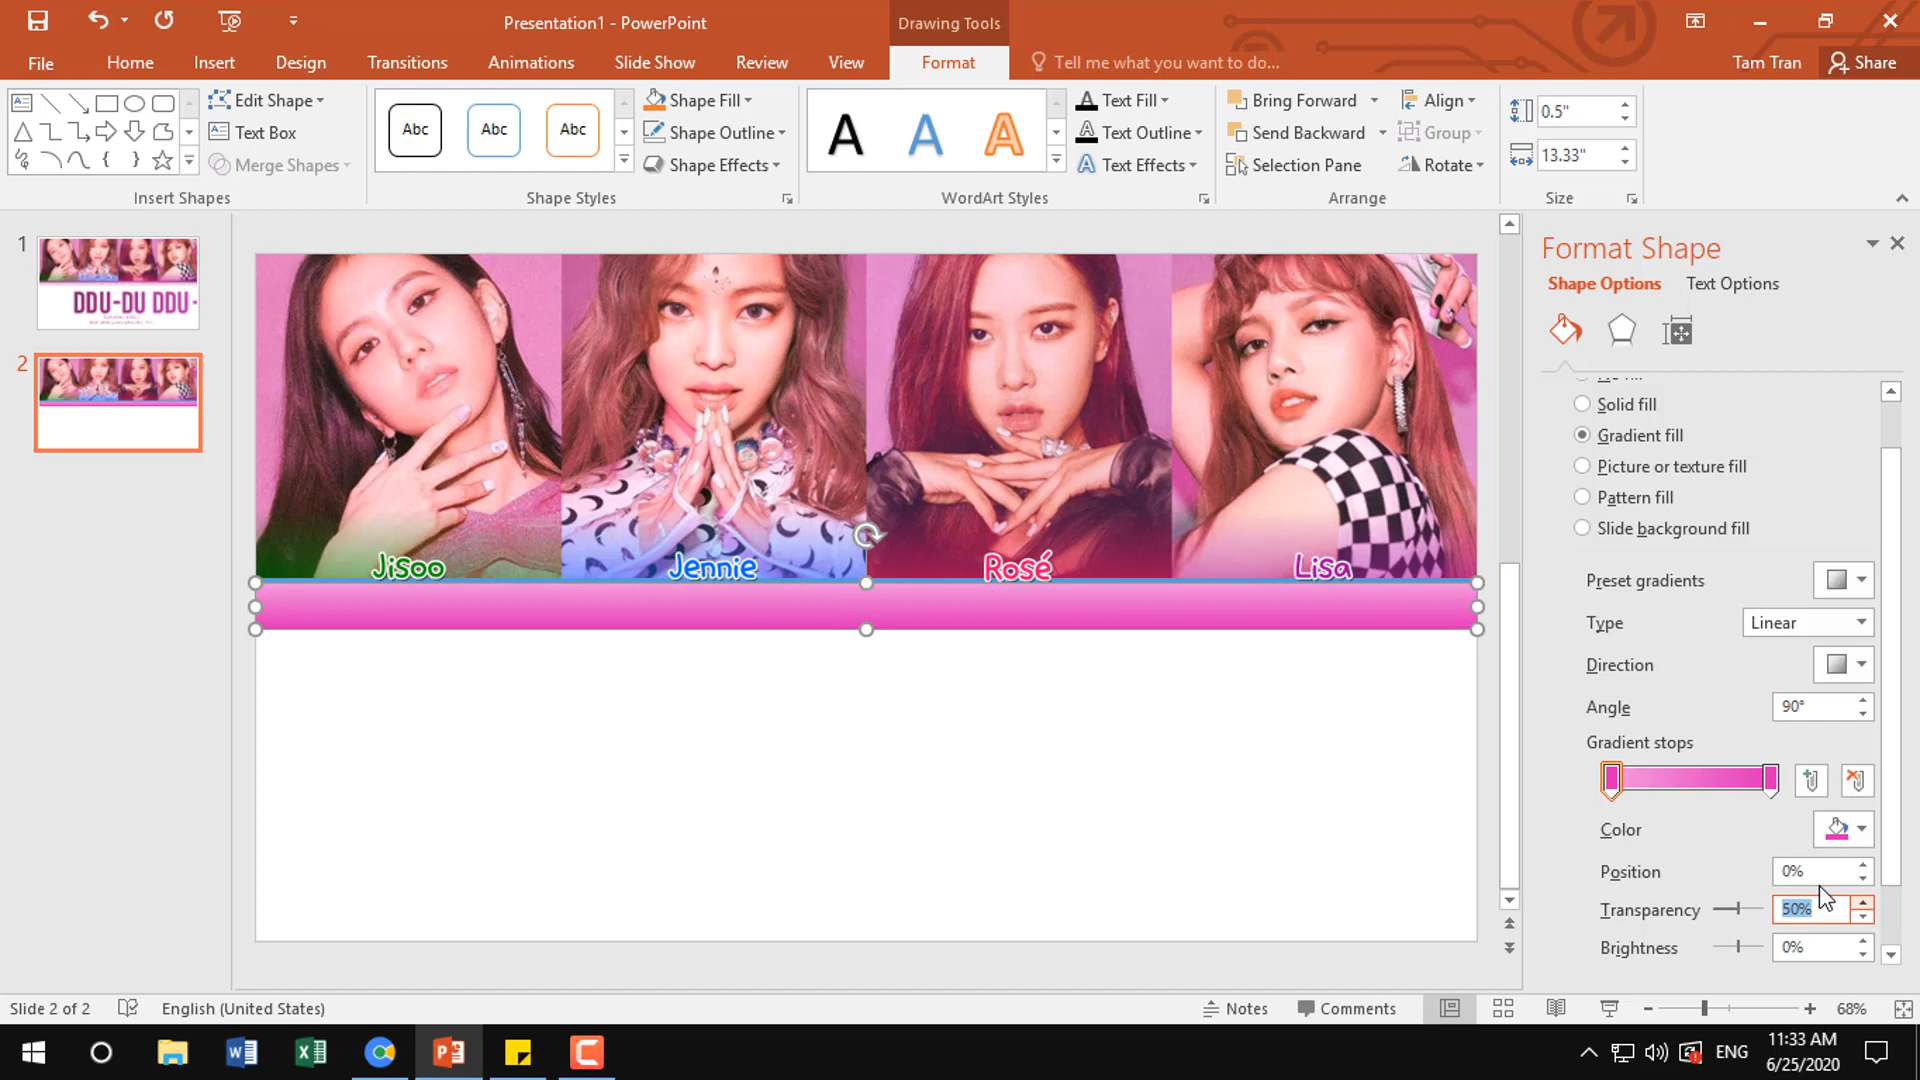 Presentation1 - PowerPoint
Drawing Tools
File
Home
Insert
Design
Transitions
Animations
Slide Show
Review
View
Format
Tell me what you want to do...
Tam Tran
Share
Edit Shape
Text Box
Merge Shapes
Insert Shapes
Abc
Abc
Abc
Shape Fill
Shape Outline
Shape Effects
Shape Styles
A
A
A
Text Fill
Text Outline
Text Effects
WordArt Styles
Bring Forward
Send Backward
Selection Pane
Align
Group
Rotate
Arrange
0.5"
13.33"
Size
1
DDU-DU DDU-
2
Jisoo
Jennie
Rosé
Lisa
Format Shape
Shape Options
Text Options
Solid fill
Gradient fill
Picture or texture fill
Pattern fill
Slide background fill
Preset gradients
Type
Linear
Direction
Angle
90°
Gradient stops
Color
Position
0%
Transparency
50%
Brightness
0%
Slide 2 of 2
English (United States)
Notes
Comments
68%
ENG
11:33 AM
6/25/2020